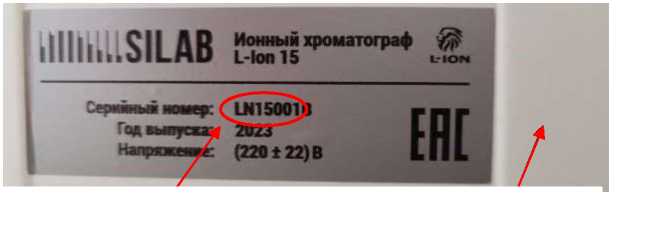 SILAB
Ионный хроматограф
L-Ion 15
L-ION
Серийный номер:
Год выпуска: 2023
Напряжение: (220 ± 22) В
EAC